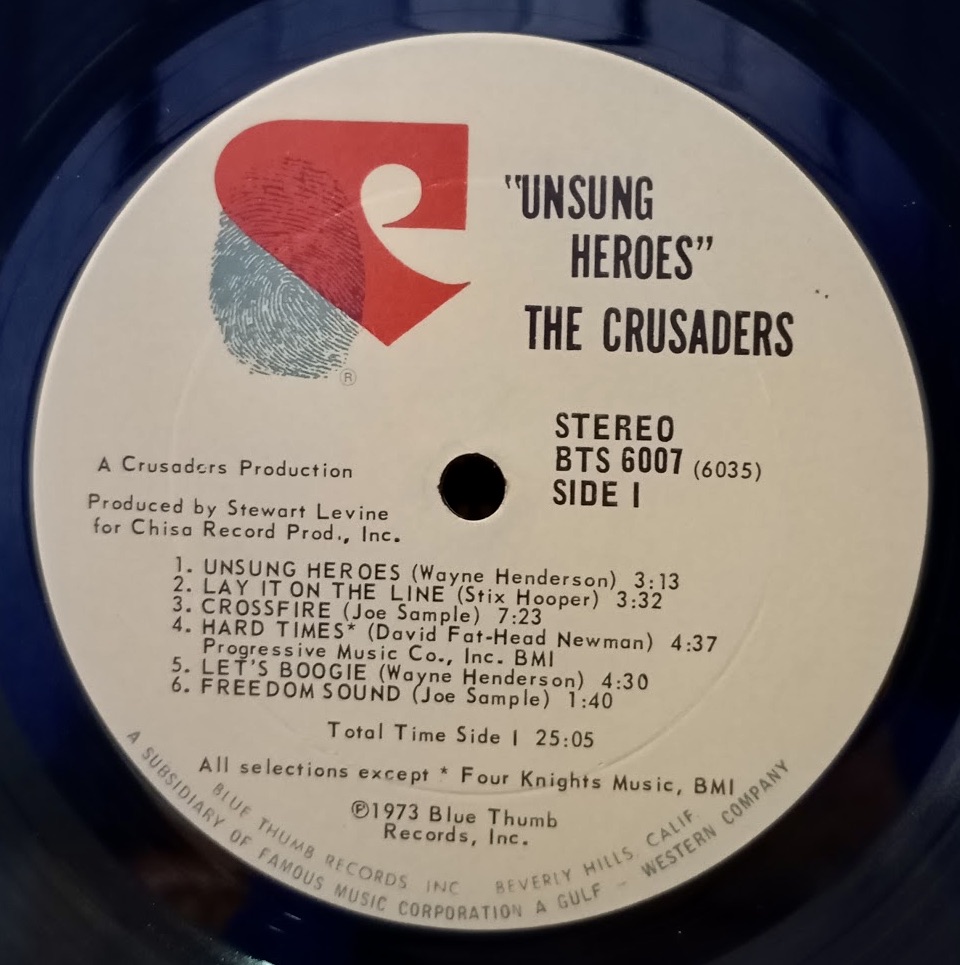 "UNSUNG
HEROES"
THE CRUSADERS
®
STEREO
BTS 6007 (6035)
SIDE 1
A Crusaders Production
Produced by Stewart Levine
for Chisa Record Prod., Inc.
1. UNSUNG HEROES (Wayne Henderson) 3:13
2. LAY IT ON THE LINE (Stix Hooper) 3:32
3. CROSSFIRE (Joe Sample) 7:23
4. HARD TIMES* (David Fat-Head Newman) 4:37
Progressive Music Co., Inc. BMI
5. LET'S BOOGIE (Wayne Henderson) 4:30
6. FREEDOM SOUND (Joe Sample) 1:40
Total Time Side 1 25:05
All selections except * Four Knights Music, BMI
℗1973 Blue Thumb
Records, Inc.
BLUE THUMB RECORDS INC BEVERLY HILLS, CALIF
A SUBSIDIARY OF FAMOUS MUSIC CORPORATION A GULF - WESTERN COMPANY